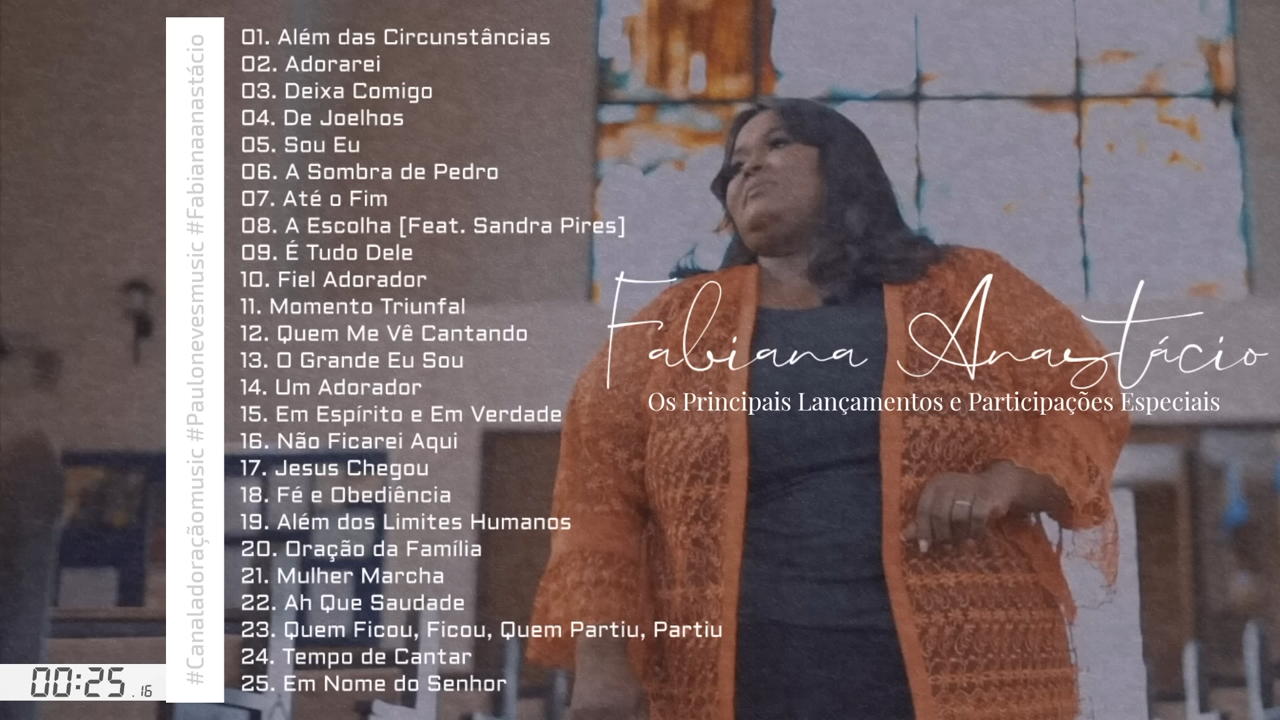 #Canaladoraçãomusic #Paulonevesmusic #Fabianaanastácio
01. Além das Circunstâncias
02. Adorarei
03. Deixa Comigo
04. De Joelhos
05. Sou Eu
06. A Sombra de Pedro
07. Até o Fim
08. A Escolha [Feat. Sandra Pires]
09. É Tudo Dele
10. Fiel Adorador
11. Momento Triunfal
12. Quem Me Vê Cantando
13. O Grande Eu Sou
14. Um Adorador
15. Em Espírito e Em Verdade
16. Não Ficarei Aqui
17. Jesus Chegou
18. Fé e Obediência
19. Além dos Limites Humanos
20. Oração da Família
21. Mulher Marcha
22. Ah Que Saudade
23. Quem Ficou, Ficou, Quem Partiu, Partiu
24. Tempo de Cantar
25. Em Nome do Senhor
Fabiana Anastácio
Os Principais Lançamentos e Participações Especiais
00:25.16